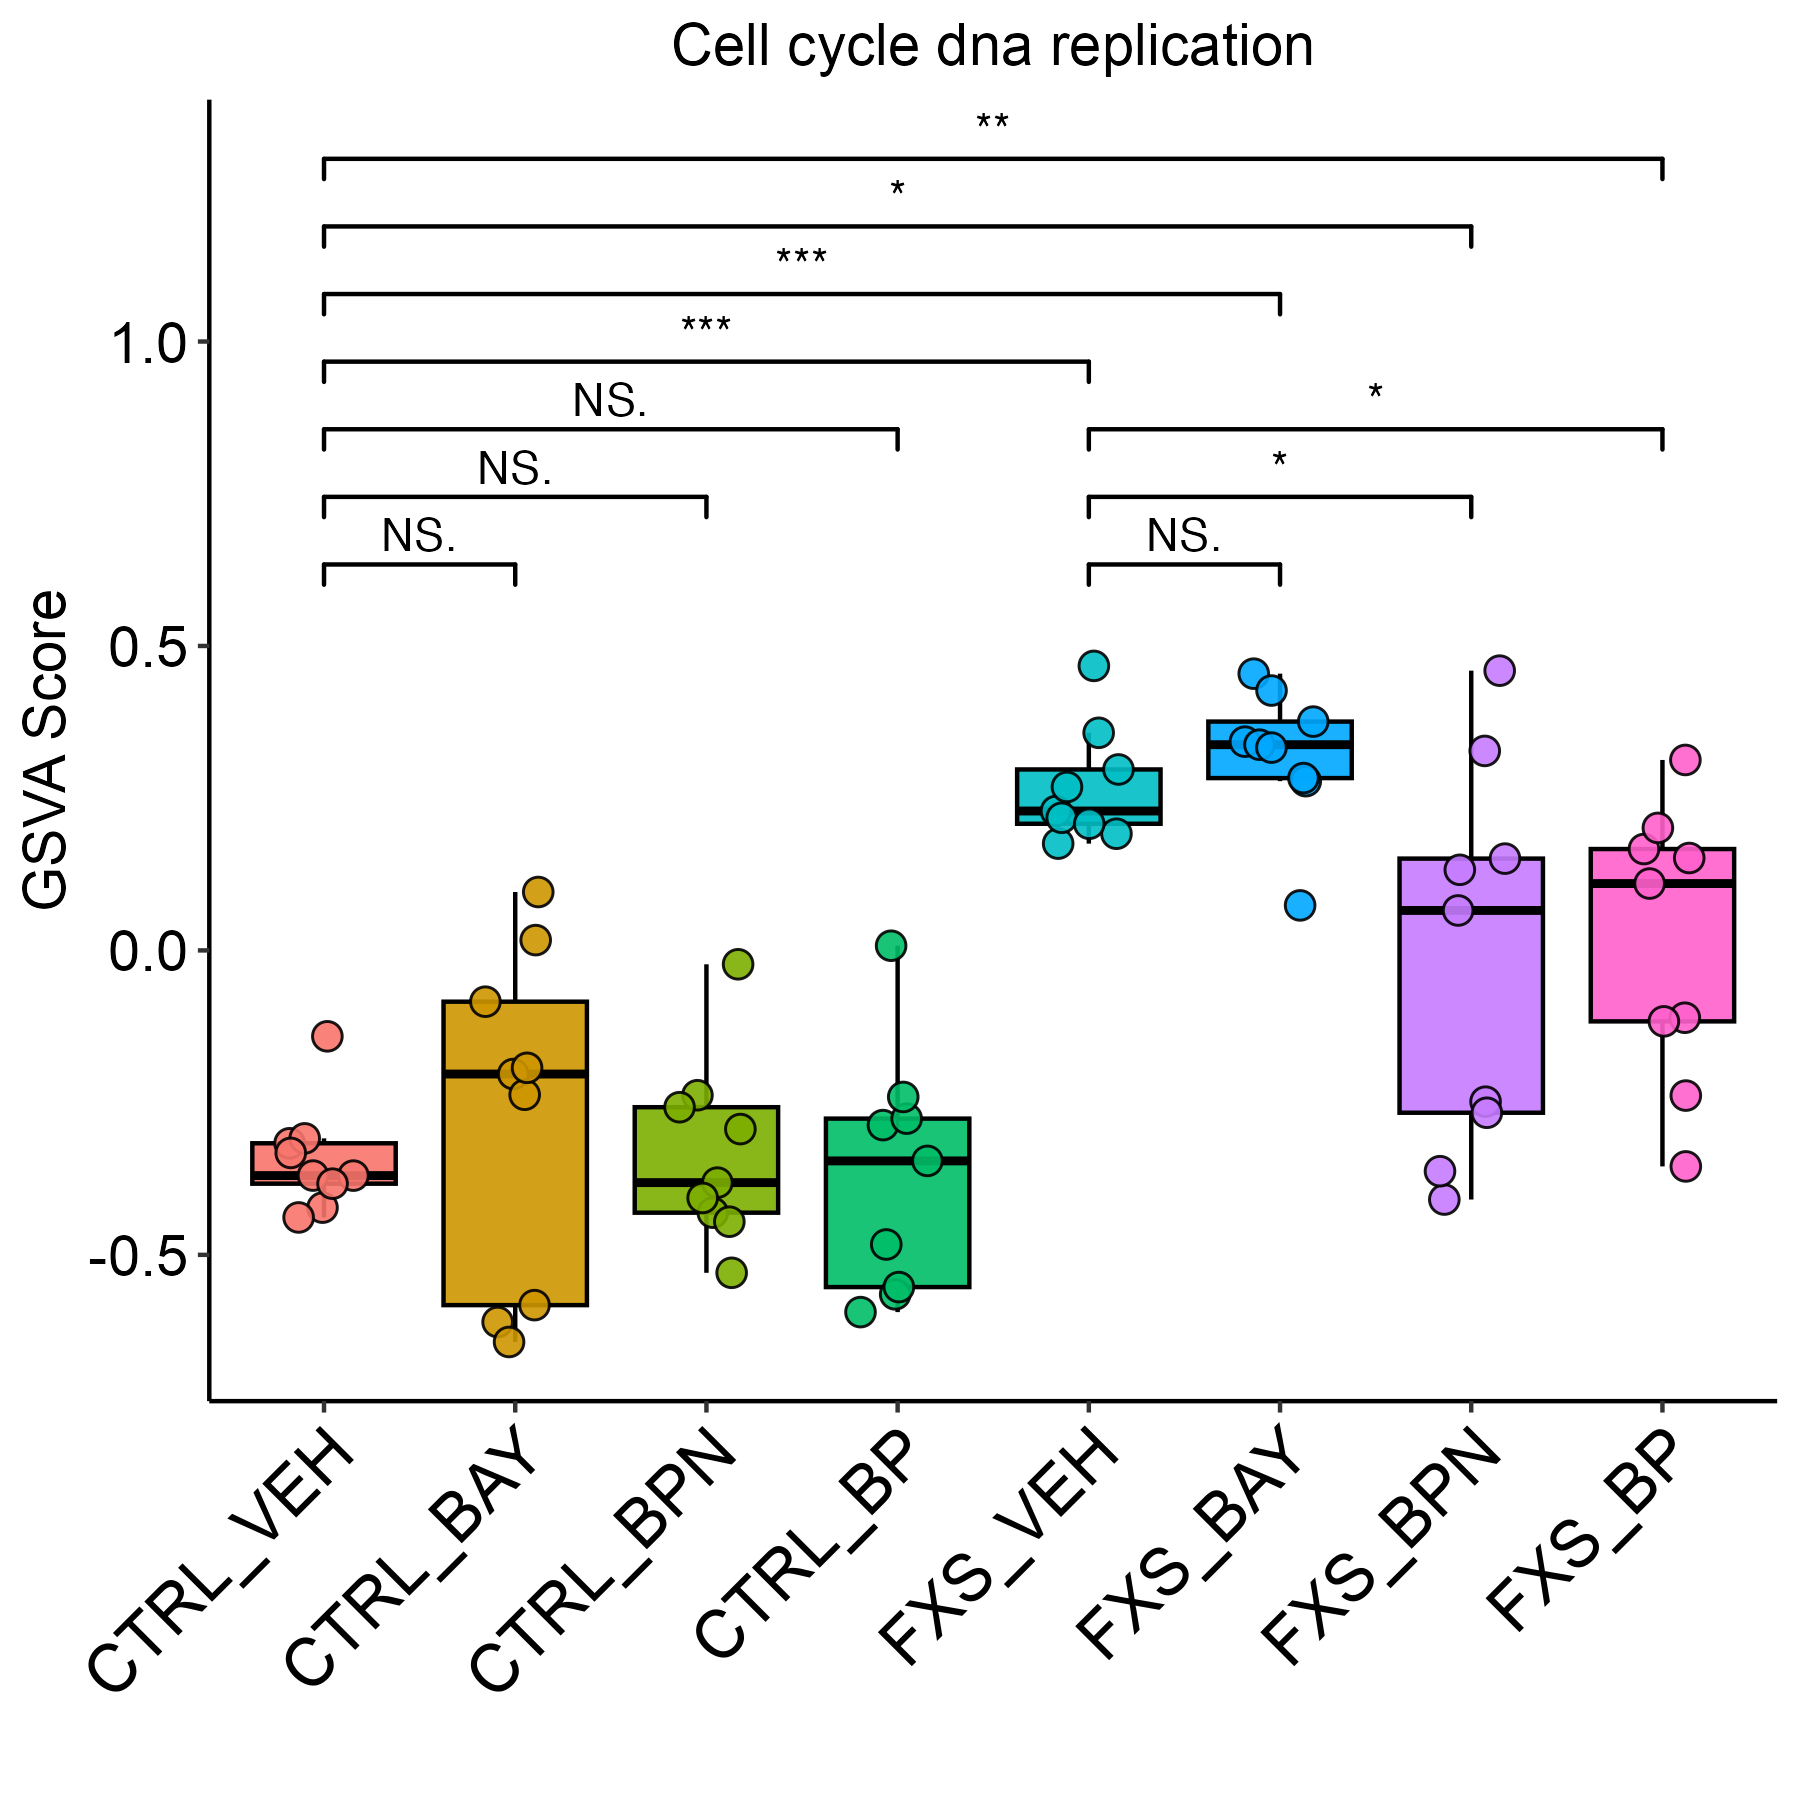 Cell cycle dna replication
**
*
***
***
NS.
*
NS.
*
NS.
NS.
GSVA Score
1.0
0.5
0.0
-0.5
CTRL_VEH
CTRL_BAY
CTRL_BPN
CTRL_BP
FXS_VEH
FXS_BAY
FXS_BPN
FXS_BP